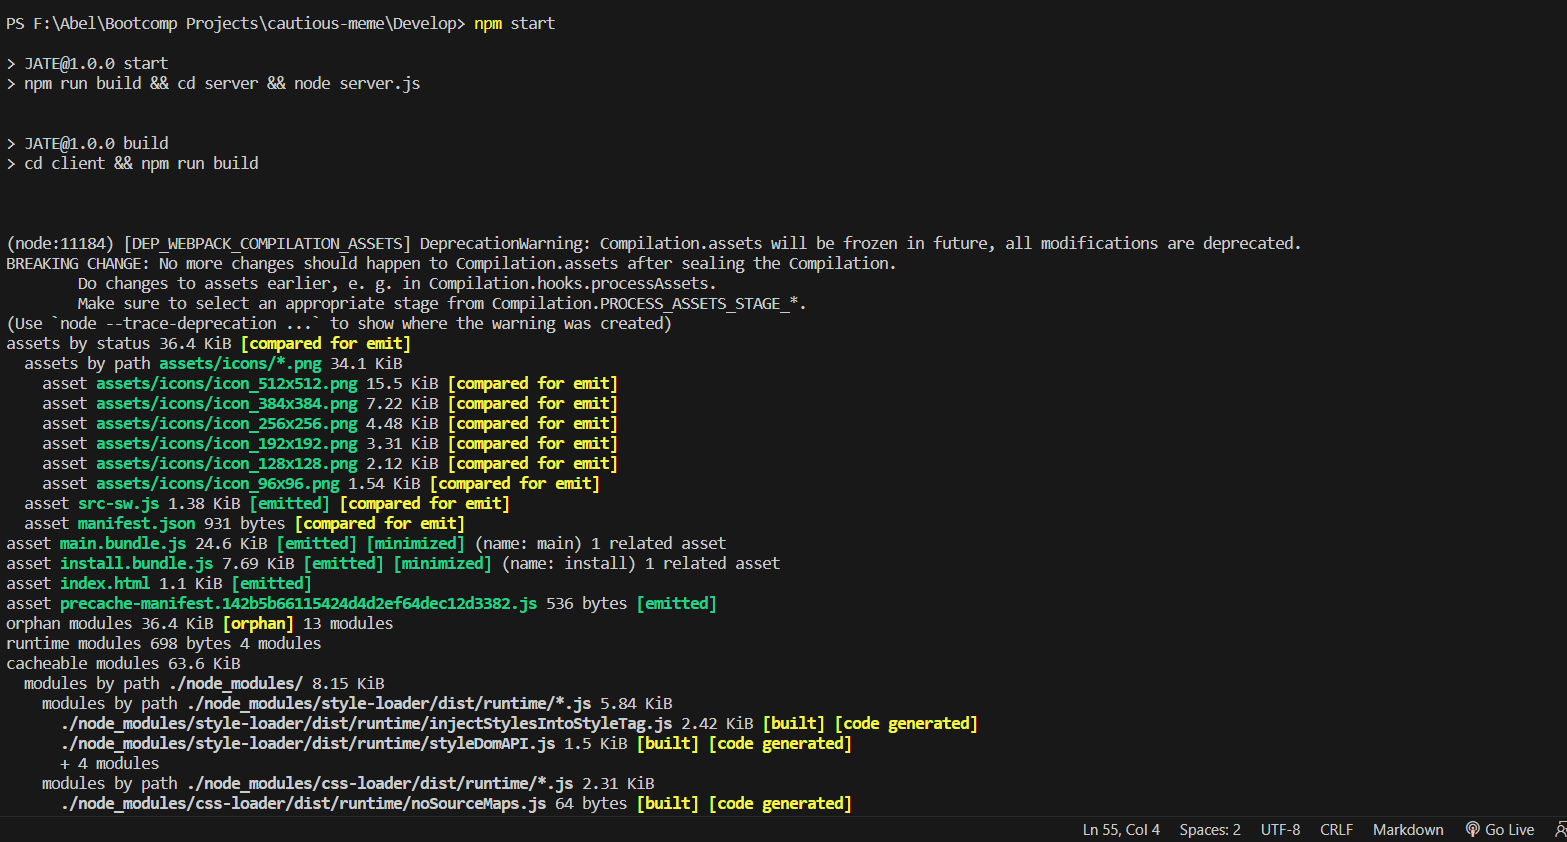 PS F:\Abel\Bootcomp Projects\cautious-meme\Develop> npm start
> JATE@1.0.0 start
> npm run build && cd server && node server.js
> JATE@1.0.0 build
> cd client && npm run build
(node:11184) [DEP_WEBPACK_COMPILATION_ASSETS] DeprecationWarning: Compilation.assets will be frozen in future, all modifications are deprecated.
BREAKING CHANGE: No more changes should happen to Compilation.assets after sealing the Compilation.
Do changes to assets earlier, e. g. in Compilation.hooks.processAssets.
Make sure to select an appropriate stage from Compilation.PROCESS_ASSETS_STAGE_*.
(Use `node --trace-deprecation ...` to show where the warning was created)
assets by status 36.4 KiB [compared for emit]
assets by path assets/icons/*.png 34.1 KiB
asset assets/icons/icon_512x512.png 15.5 KiB [compared for emit]
asset assets/icons/icon_384x384.png 7.22 KiB [compared for emit]
asset assets/icons/icon_256x256.png 4.48 KiB [compared for emit]
asset assets/icons/icon_192x192.png 3.31 KiB [compared for emit]
asset assets/icons/icon_128x128.png 2.12 KiB [compared for emit]
asset assets/icons/icon_96x96.png 1.54 KiB [compared for emit]
asset src-sw.js 1.38 KiB [emitted] [compared for emit]
asset manifest.json 931 bytes [compared for emit]
asset main.bundle.js 24.6 KiB [emitted] [minimized] (name: main) 1 related asset
asset install.bundle.js 7.69 KiB [emitted] [minimized] (name: install) 1 related asset
asset index.html 1.1 KiB [emitted]
asset precache-manifest.142b5b66115424d4d2ef64dec12d3382.js 536 bytes [emitted]
orphan modules 36.4 KiB [orphan] 13 modules
runtime modules 698 bytes 4 modules
cacheable modules 63.6 KiB
modules by path ./node_modules/ 8.15 KiB
modules by path ./node_modules/style-loader/dist/runtime/*.js 5.84 KiB
./node_modules/style-loader/dist/runtime/injectStylesIntoStyleTag.js 2.42 KiB [built] [code generated]
./node_modules/style-loader/dist/runtime/styleDomAPI.js 1.5 KiB [built] [code generated]
+ 4 modules
modules by path ./node_modules/css-loader/dist/runtime/*.js 2.31 KiB
./node_modules/css-loader/dist/runtime/noSourceMaps.js 64 bytes [built] [code generated]
Ln 55, Col 4 Spaces: 2 UTF-8 CRLF Markdown Go Live